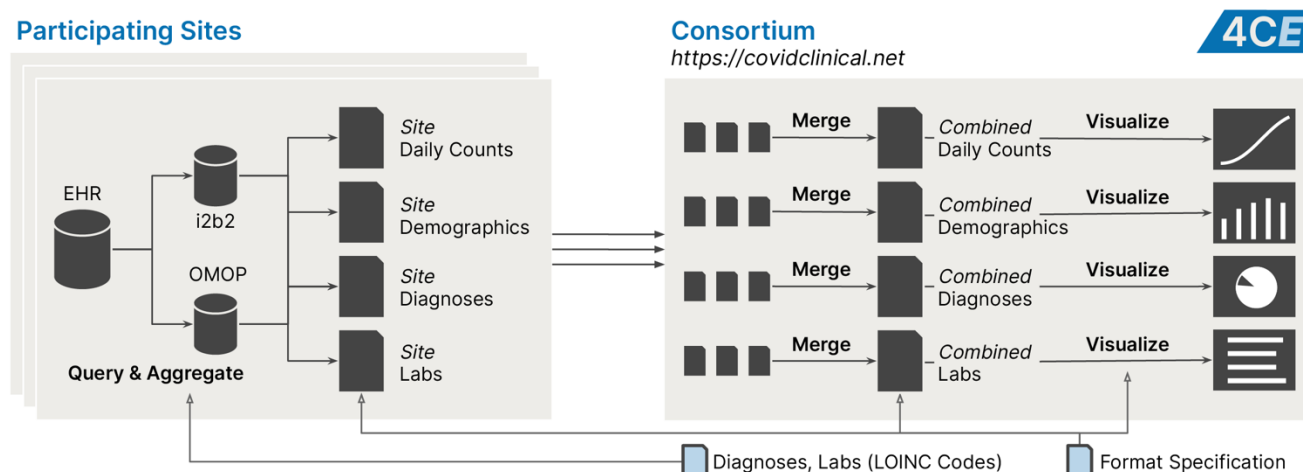 Participating Sites
EHR
i2b2
OMOP
Query & Aggregate
Site
Daily Counts
Site
Demographics
Site
Diagnoses
Site
Labs
Consortium
https://covidclinical.net
4CE
Merge
Combined
Daily Counts
Visualize
Merge
Combined
Demographics
Visualize
Merge
Combined
Diagnoses
Visualize
Merge
Combined
Labs
Visualize
Diagnoses, Labs (LOINC Codes)
Format Specification